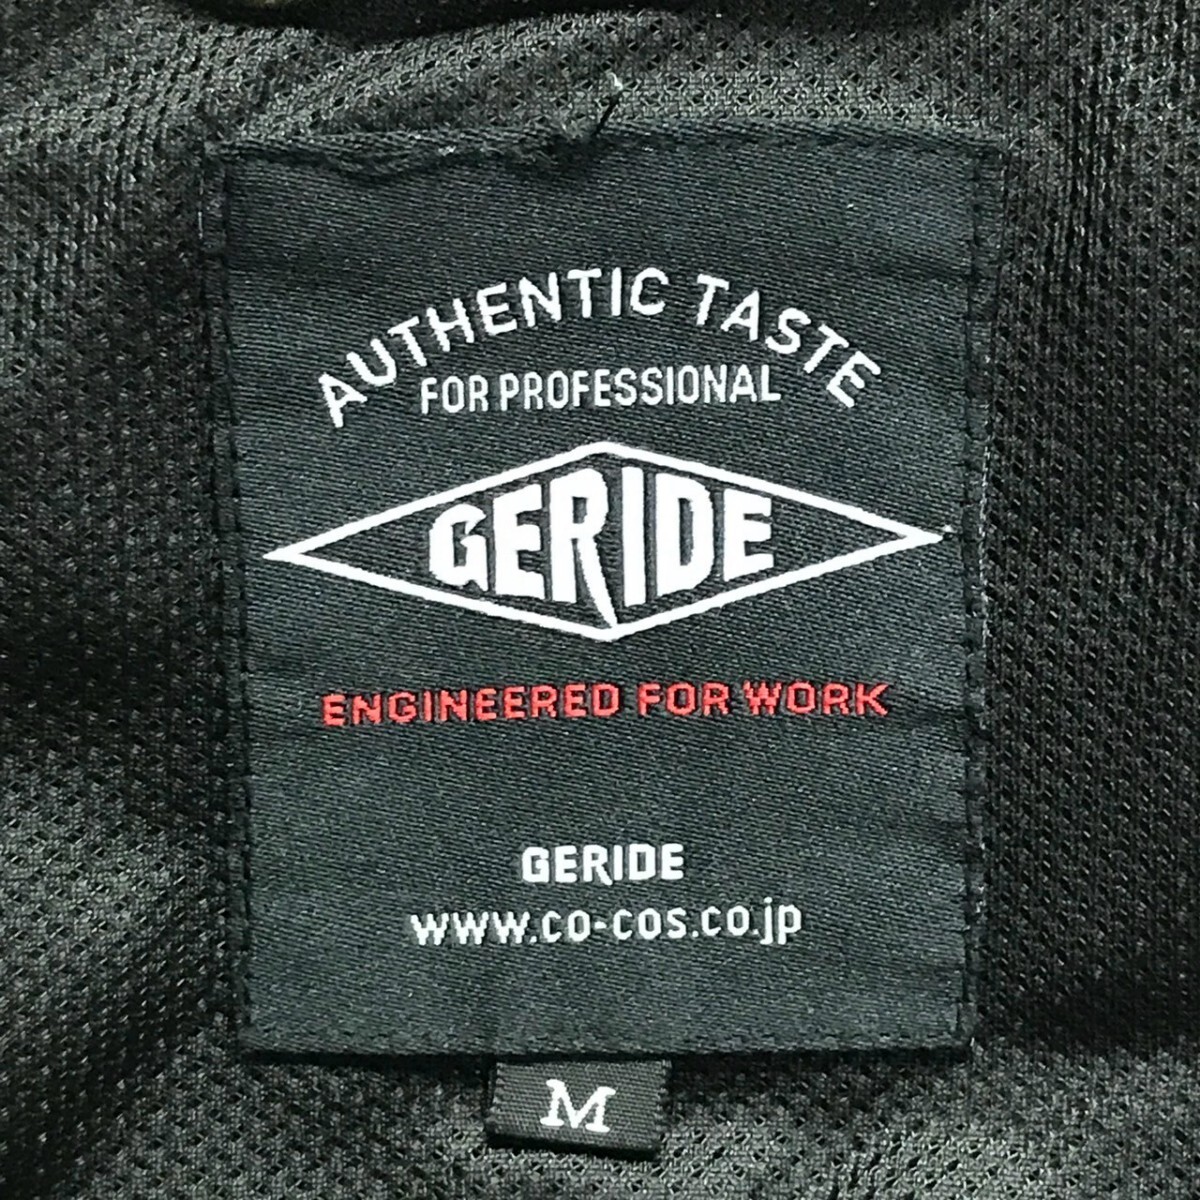 AUTHENTIC TASTE
FOR PROFESSIONAL
GERIDE
ENGINEERED FOR WORK
GERIDE
www.co-cos.co.jp
M